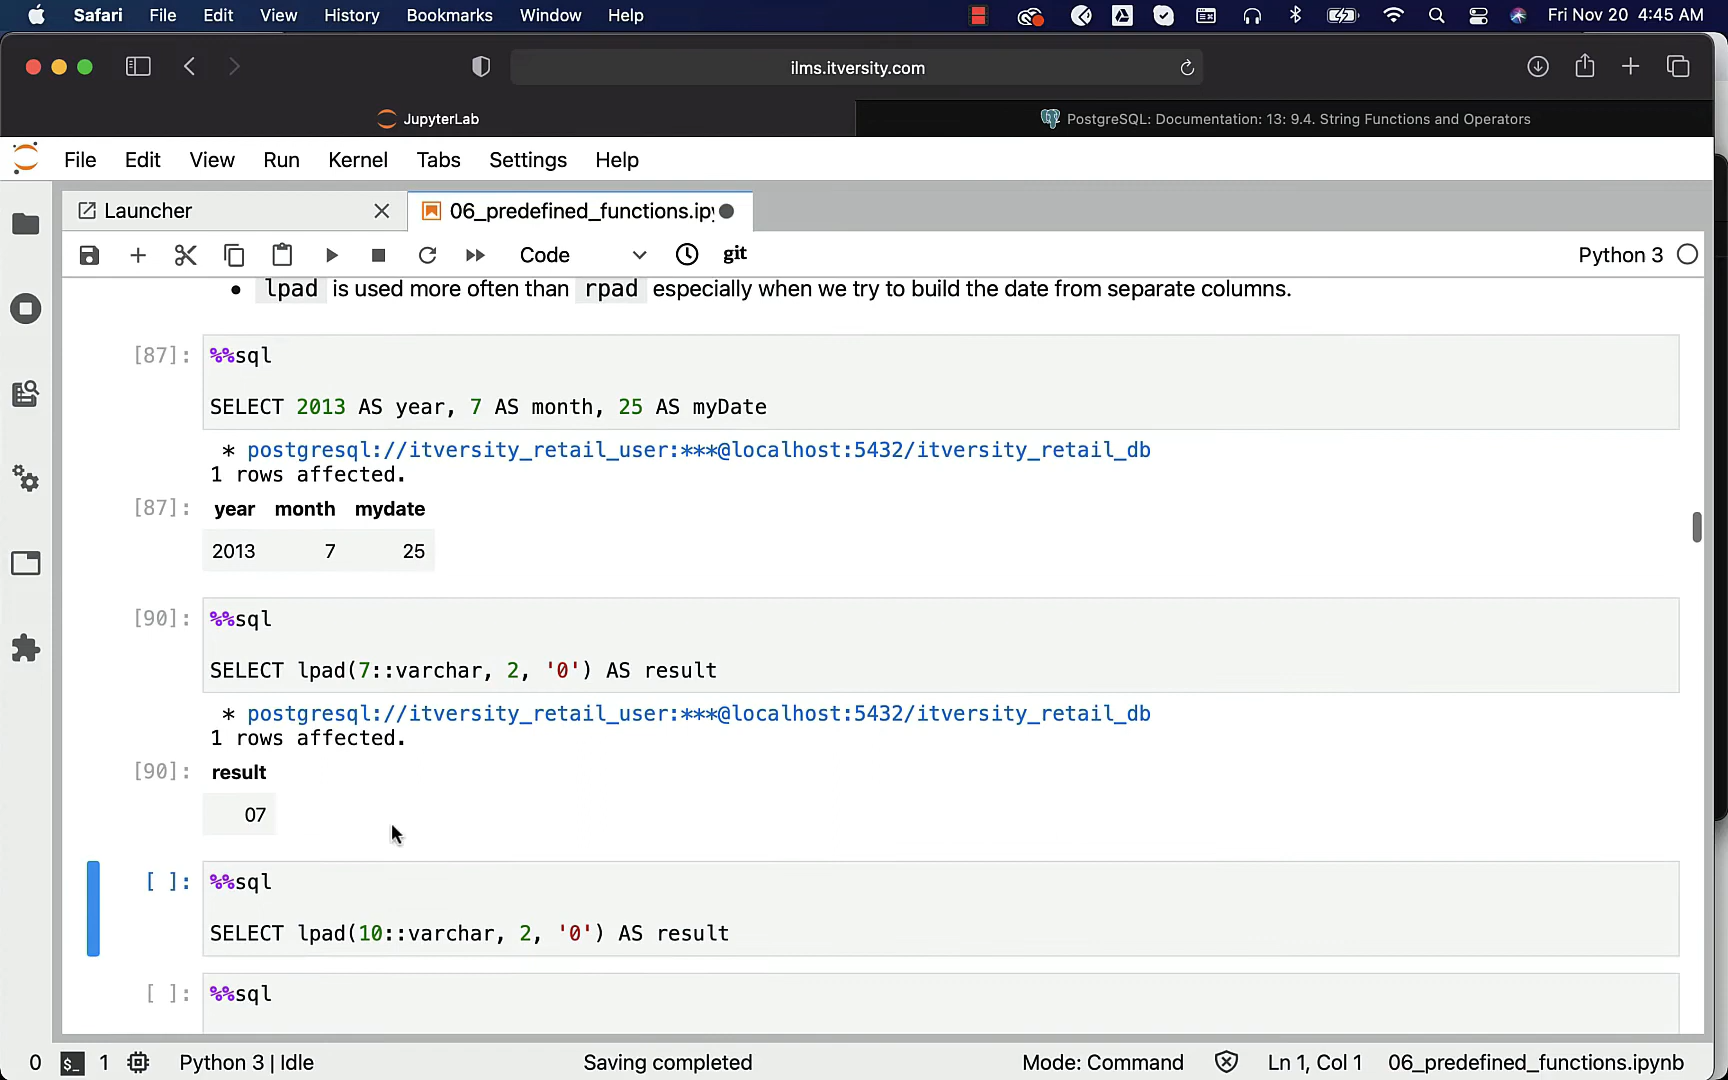 Safari File Edit View History Bookmarks Window Help Fri Nov 20 4:45 AM
ilms.itversity.com
JupyterLab PostgreSQL: Documentation: 13: 9.4. String Functions and Operators
File Edit View Run Kernel Tabs Settings Help
Launcher 06_predefined_functions.ip
Code git Python 3
• lpad is used more often than rpad especially when we try to build the date from separate columns.
[87]: %%sql
SELECT 2013 AS year, 7 AS month, 25 AS myDate
* postgresql://itversity_retail_user:***@localhost:5432/itversity_retail_db
1 rows affected.
[87]: year month mydate
2013 7 25
[90]: %%sql
SELECT lpad(7::varchar, 2, '0') AS result
* postgresql://itversity_retail_user:***@localhost:5432/itversity_retail_db
1 rows affected.
[90]: result
07
[ ]: %%sql
SELECT lpad(10::varchar, 2, '0') AS result
[ ]: %%sql
0 $_ 1 Python 3 | Idle Saving completed Mode: Command Ln 1, Col 1 06_predefined_functions.ipynb